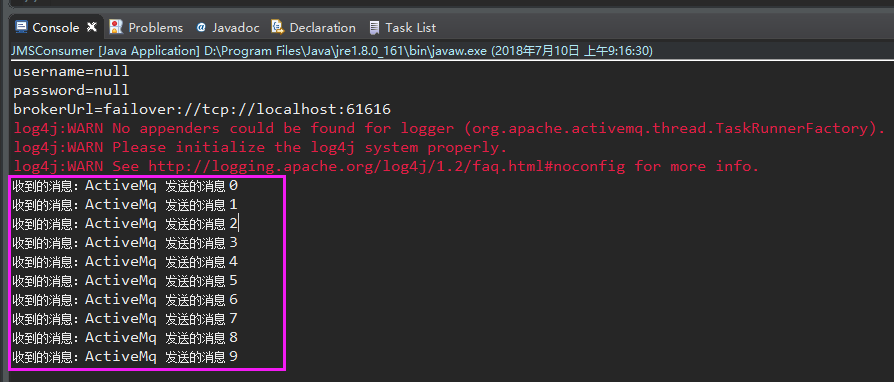 Console Problems Javadoc Declaration Task List
JMSConsumer [Java Application] D:\Program Files\Java\jre1.8.0_161\bin\javaw.exe (2018年7月10日 上午9:16:30)
username=null
password=null
brokerUrl=failover://tcp://localhost:61616
log4j:WARN No appenders could be found for logger (org.apache.activemq.thread.TaskRunnerFactory).
log4j:WARN Please initialize the log4j system properly.
log4j:WARN See http://logging.apache.org/log4j/1.2/faq.html#noconfig for more info.
收到的消息：ActiveMq 发送的消息0
收到的消息：ActiveMq 发送的消息1
收到的消息：ActiveMq 发送的消息2
收到的消息：ActiveMq 发送的消息3
收到的消息：ActiveMq 发送的消息4
收到的消息：ActiveMq 发送的消息5
收到的消息：ActiveMq 发送的消息6
收到的消息：ActiveMq 发送的消息7
收到的消息：ActiveMq 发送的消息8
收到的消息：ActiveMq 发送的消息9